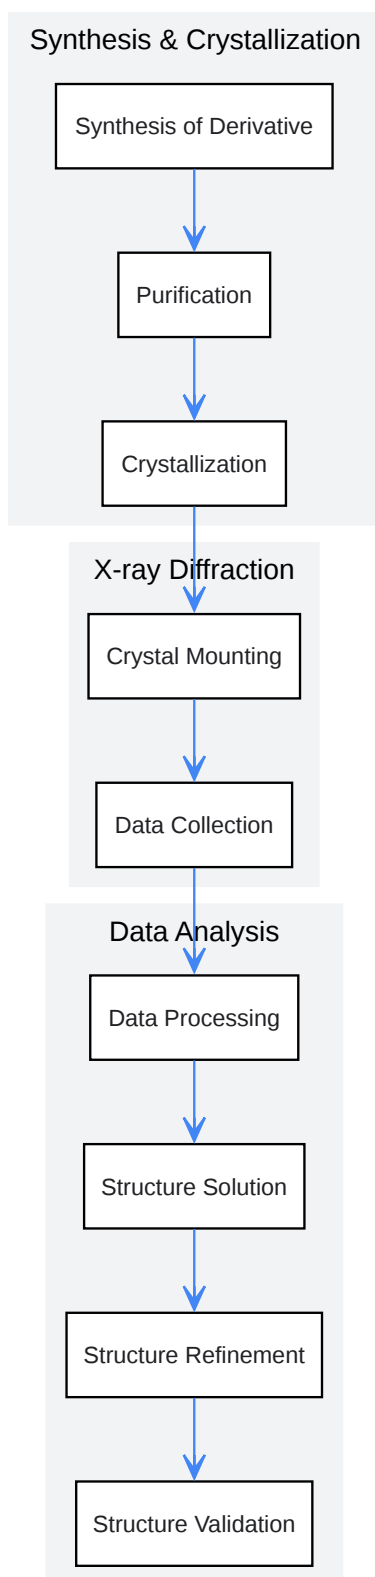 Synthesis & Crystallization
Synthesis of Derivative
Purification
Crystallization
X-ray Diffraction
Crystal Mounting
Data Collection
Data Analysis
Data Processing
Structure Solution
Structure Refinement
Structure Validation